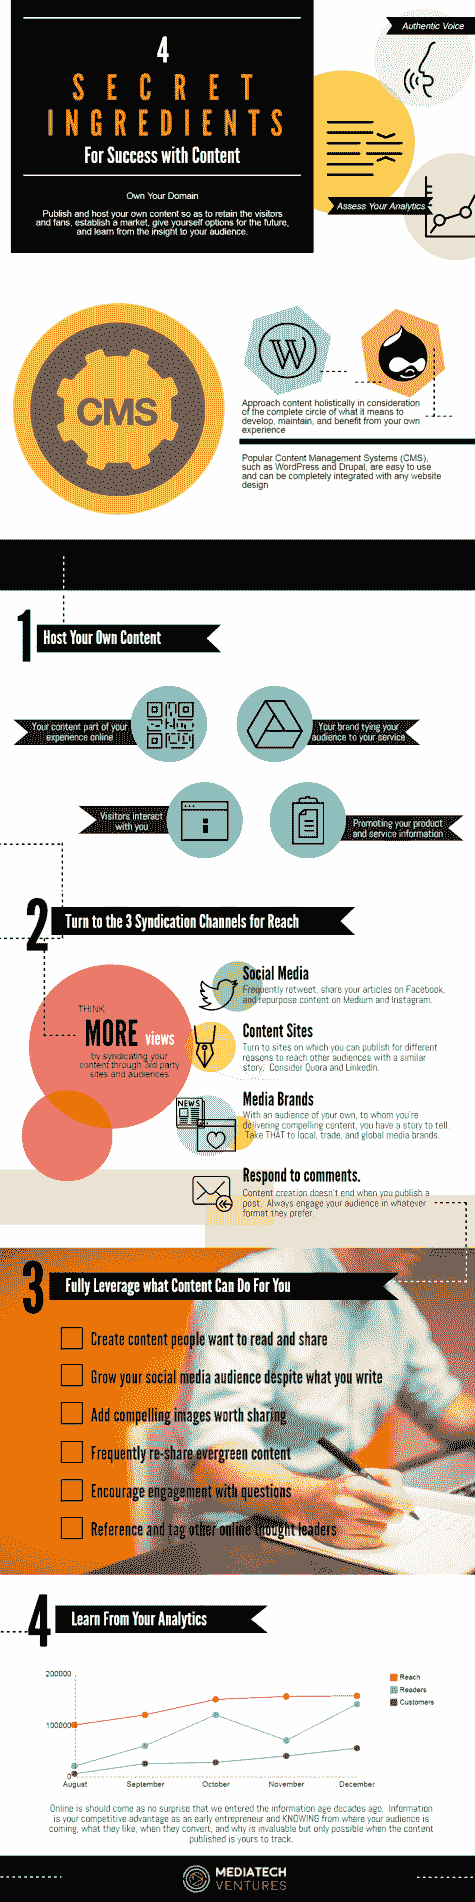 4
SECRET
INGREDIENTS
For Success with Content
Own Your Domain
Publish and host your own content so as to retain the visitors
and fans, establish a market, give yourself options for the future,
and learn from the insight to your audience.
Authentic Voice
Assess Your Analytics
CMS
W
Approach content holistically in consideration
of the complete circle of what it means to
develop, maintain, and benefit from your own
experience
Popular Content Management Systems (CMS),
such as WordPress and Drupal, are easy to use
and can be completely integrated with any website
design
1
Host Your Own Content
Your content part of your
experience online
Your brand tying your
audience to your service
Visitors interact
with you
Promoting your product
and service information
2
Turn to the 3 Syndication Channels for Reach
THINK,
MORE views
by syndicating your
content through 3rd party
sites and audiences
Social Media
Frequently retweet, share your articles on Facebook,
and repurpose content on Medium and Instagram.
Content Sites
Turn to sites on which you can publish for different
reasons to reach other audiences with a similar
story. Consider Quora and LinkedIn.
NEWS
Media Brands
With an audience of your own, to whom you're
delivering compelling content, you have a story to tell.
Take THAT to local, trade, and global media brands.
Respond to comments.
Content creation doesn't end when you publish a
post. Always engage your audience in whatever
format they prefer.
3
Fully Leverage what Content Can Do For You
Create content people want to read and share
Grow your social media audience despite what you write
Add compelling images worth sharing
Frequently re-share evergreen content
Encourage engagement with questions
Reference and tag other online thought leaders
4
Learn From Your Analytics
200000
100000
0
August
September
October
November
December
Reach
Readers
Customers
Online is should come as no surprise that we entered the information age decades ago. Information
is your competitive advantage as an early entrepreneur and KNOWING from where your audience is
coming, what they like, when they convert, and why is invaluable but only possible when the content
published is yours to track.
MEDIATECH
VENTURES